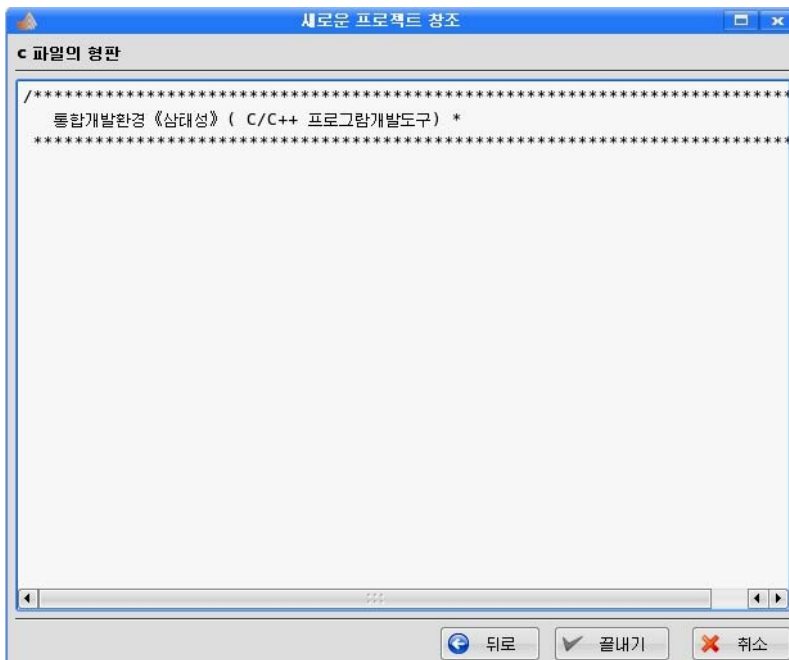 새로운 프로젝트 창조
c 파일의 형판
/**************************************************************************
통합개발환경《삼태성》( C/C++ 프로그람개발도구) *
**************************************************************************
뒤로
끝내기
취소